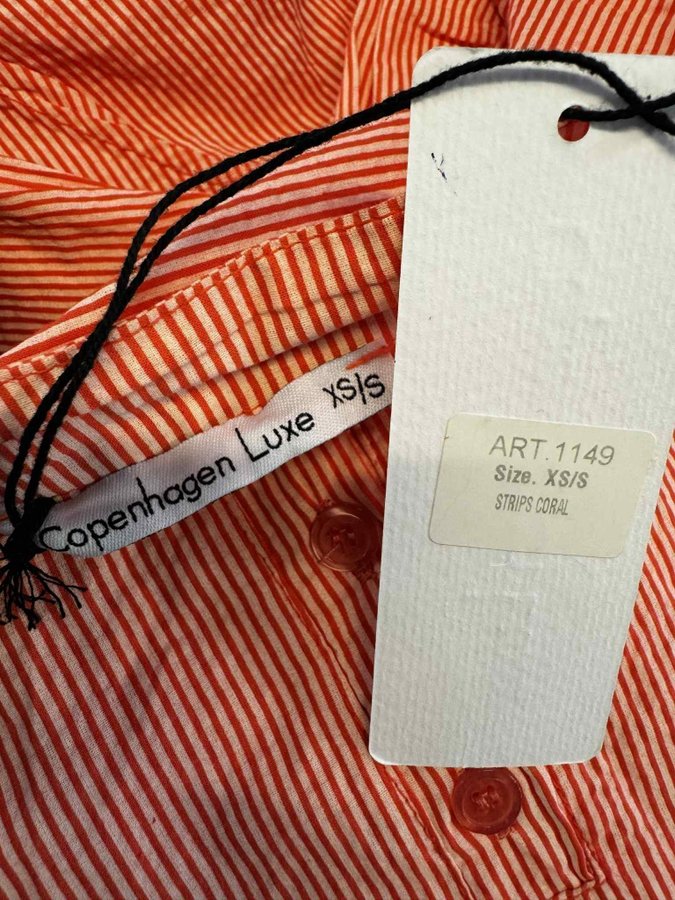 Copenhagen Luxe XS/S
ART.1149
Size. XS/S
STRIPS CORAL